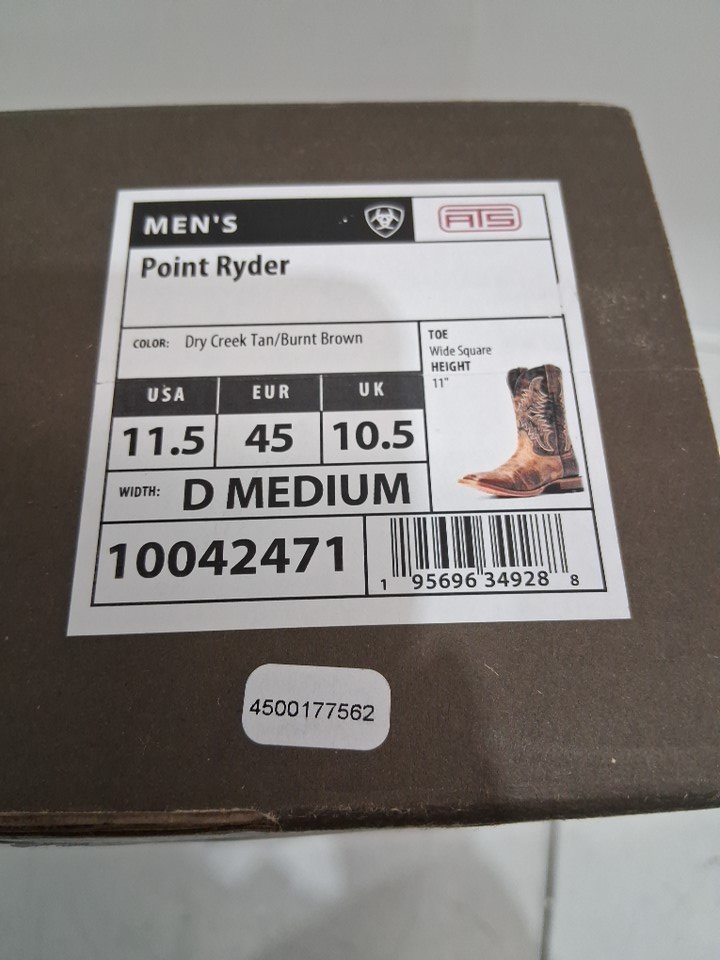 MEN'S
ATS
Point Ryder
COLOR: Dry Creek Tan/Burnt Brown
TOE
Wide Square
HEIGHT
11"
USA EUR UK
11.5 45 10.5
WIDTH: D MEDIUM
10042471
1 95696 34928 8
4500177562